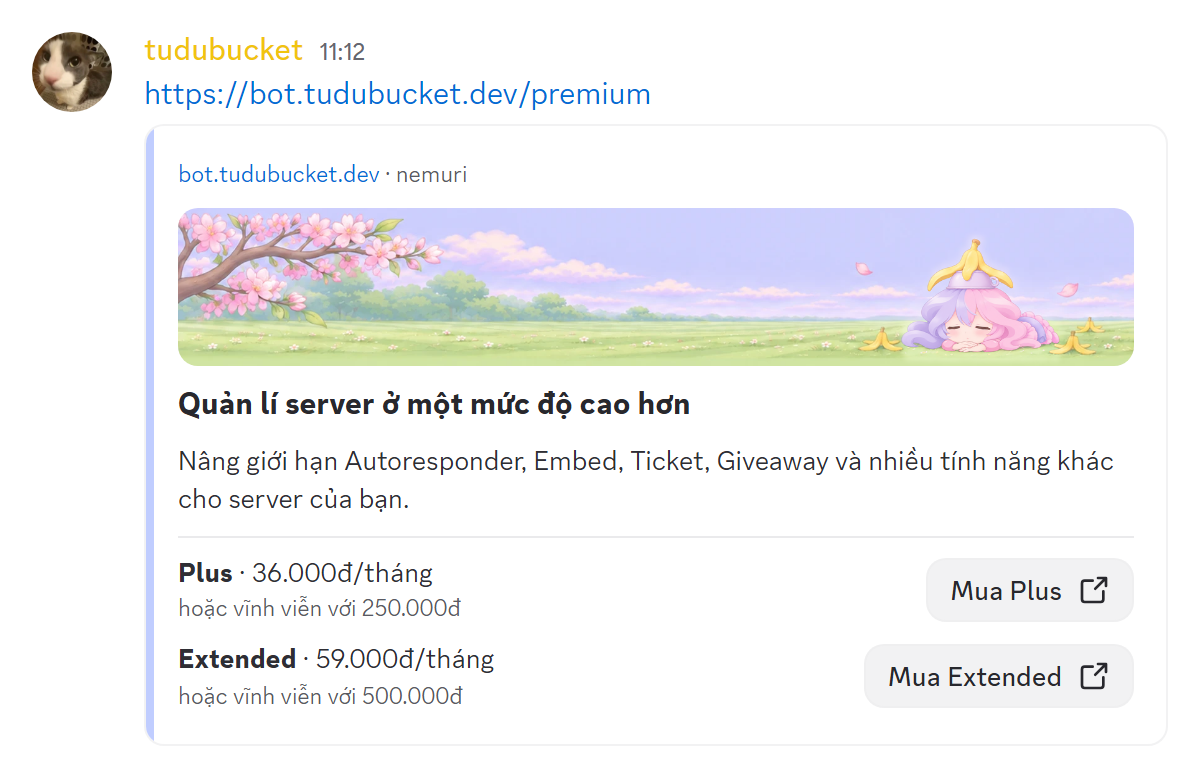 tudubucket 11:12
https://bot.tudubucket.dev/premium
bot.tudubucket.dev · nemuri
Quản lí server ở một mức độ cao hơn
Nâng giới hạn Autoresponder, Embed, Ticket, Giveaway và nhiều tính năng khác
cho server của bạn.
Plus · 36.000đ/tháng
hoặc vĩnh viễn với 250.000đ
Mua Plus
Extended · 59.000đ/tháng
hoặc vĩnh viễn với 500.000đ
Mua Extended